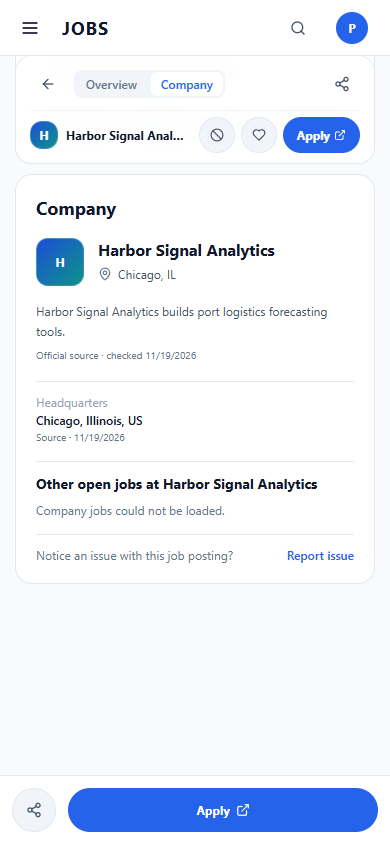 JOBS
P
Overview
Company
H
Harbor Signal Anal...
Apply
Company
H
Harbor Signal Analytics
Chicago, IL
Harbor Signal Analytics builds port logistics forecasting
tools.
Official source · checked 11/19/2026
Headquarters
Chicago, Illinois, US
Source · 11/19/2026
Other open jobs at Harbor Signal Analytics
Company jobs could not be loaded.
Notice an issue with this job posting?
Report issue
Apply